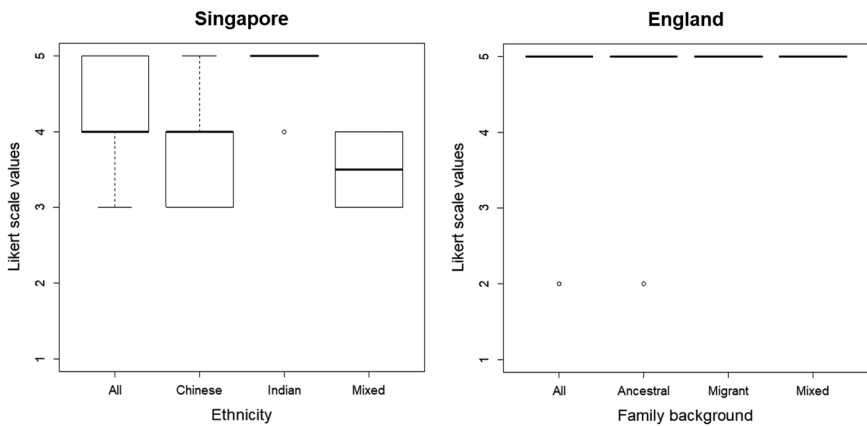 Singapore
Likert scale values
5
4
3
2
1
All Chinese Indian Mixed
Ethnicity
England
Likert scale values
5
4
3
2
1
All Ancestral Migrant Mixed
Family background